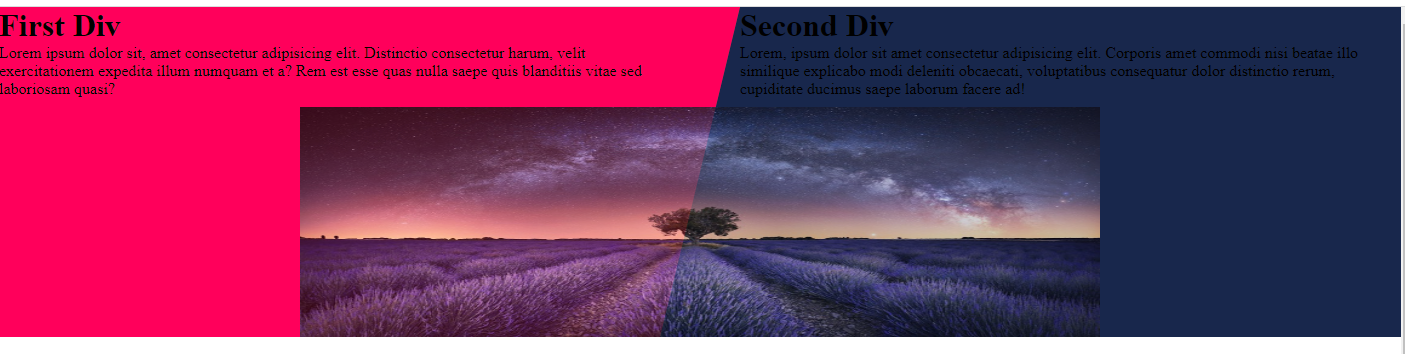 First Div
Lorem ipsum dolor sit, amet consectetur adipisicing elit. Distinctio consectetur harum, velit
exercitationem expedita illum numquam et a? Rem est esse quas nulla saepe quis blanditiis vitae sed
laboriosam quasi?
Second Div
Lorem, ipsum dolor sit amet consectetur adipisicing elit. Corporis amet commodi nisi beatae illo
similique explicabo modi deleniti obcaecati, voluptatibus consequatur dolor distinctio rerum,
cupiditate ducimus saepe laborum facere ad!